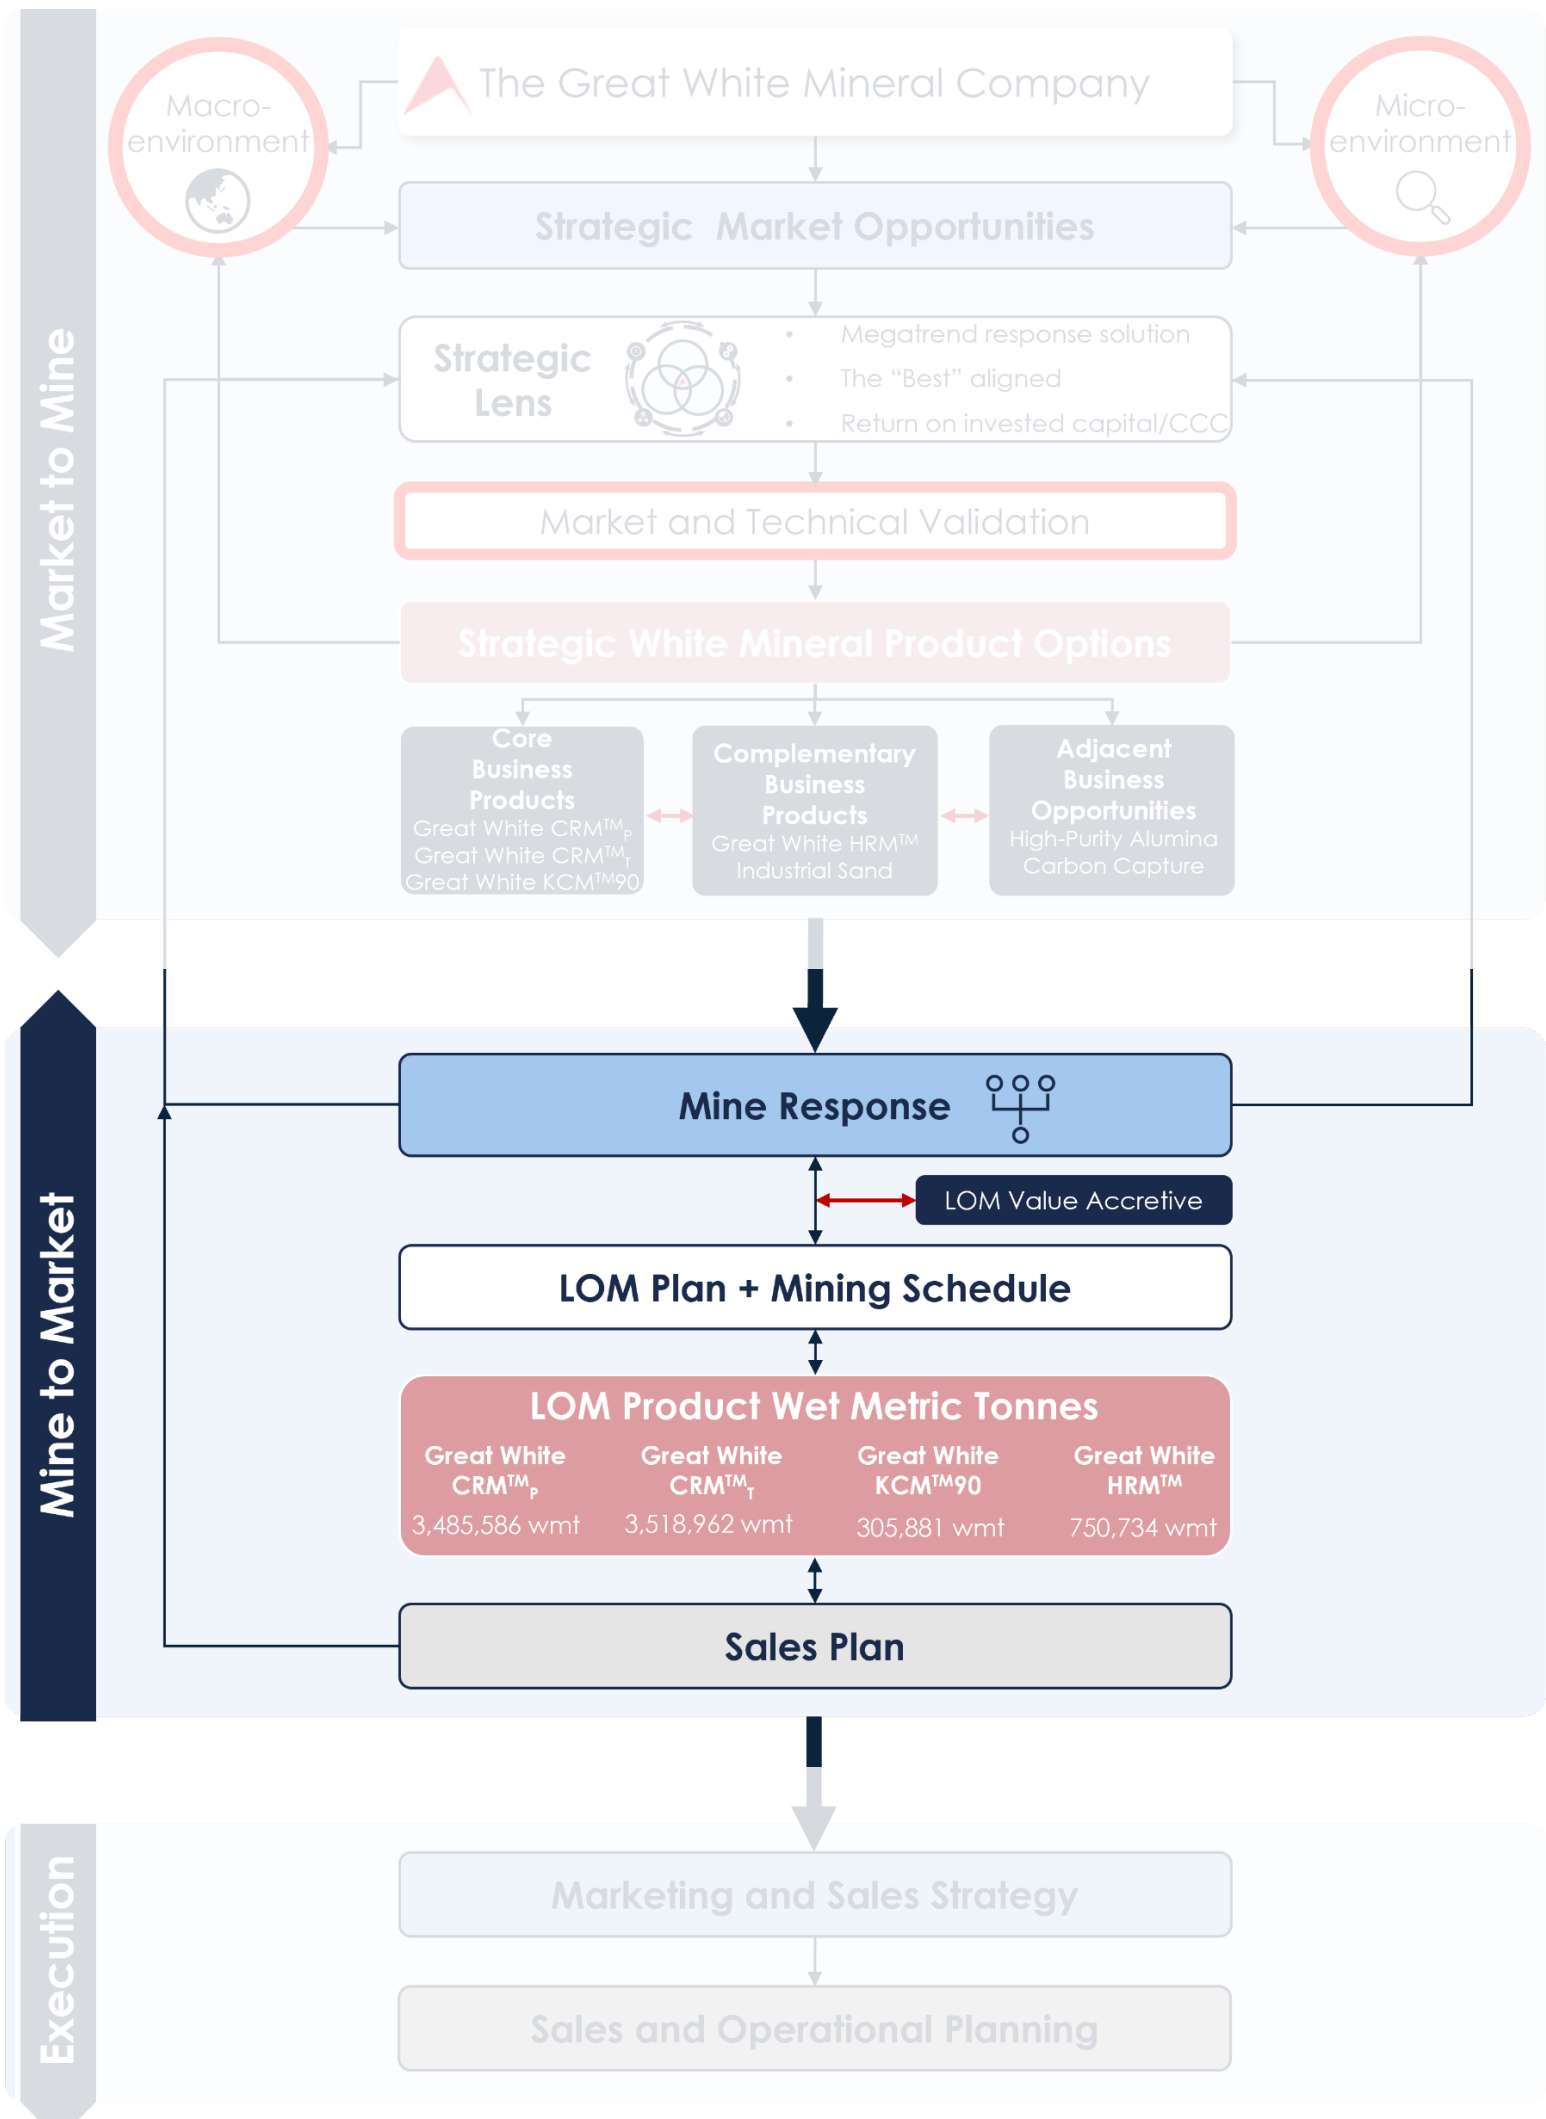 The Great White Mineral Company
Macro-
environment
Micro-
environment
Strategic Market Opportunities
Market to Mine
Strategic
Lens
• Megatrend response solution
• The “Best” aligned
• Return on invested capital/CCC
Market and Technical Validation
Strategic White Mineral Product Options
Core
Business
Products
Great White CRM™P
Great White CRM™T
Great White KCM™90
Complementary
Business
Products
Great White HRM™
Industrial Sand
Adjacent
Business
Opportunities
High-Purity Alumina
Carbon Capture
Mine to Market
Mine Response
LOM Value Accretive
LOM Plan + Mining Schedule
LOM Product Wet Metric Tonnes
Great White
CRM™P
3,485,586 wmt
Great White
CRM™T
3,518,962 wmt
Great White
KCM™90
305,881 wmt
Great White
HRM™
750,734 wmt
Sales Plan
Execution
Marketing and Sales Strategy
Sales and Operational Planning